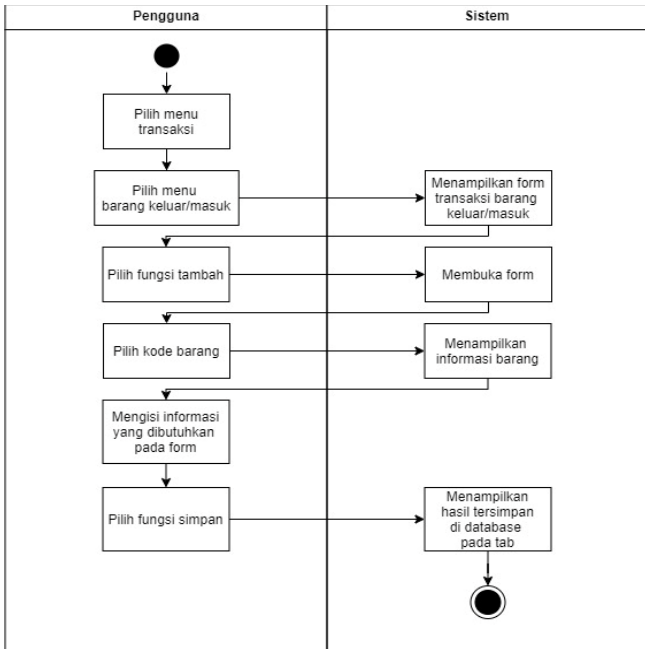 Pengguna
Sistem
Pilih menu
transaksi
Pilih menu
barang keluar/masuk
Menampilkan form
transaksi barang
keluar/masuk
Pilih fungsi tambah
Membuka form
Pilih kode barang
Menampilkan
informasi barang
Mengisi informasi
yang dibutuhkan
pada form
Pilih fungsi simpan
Menampilkan
hasil tersimpan
di database
pada tab